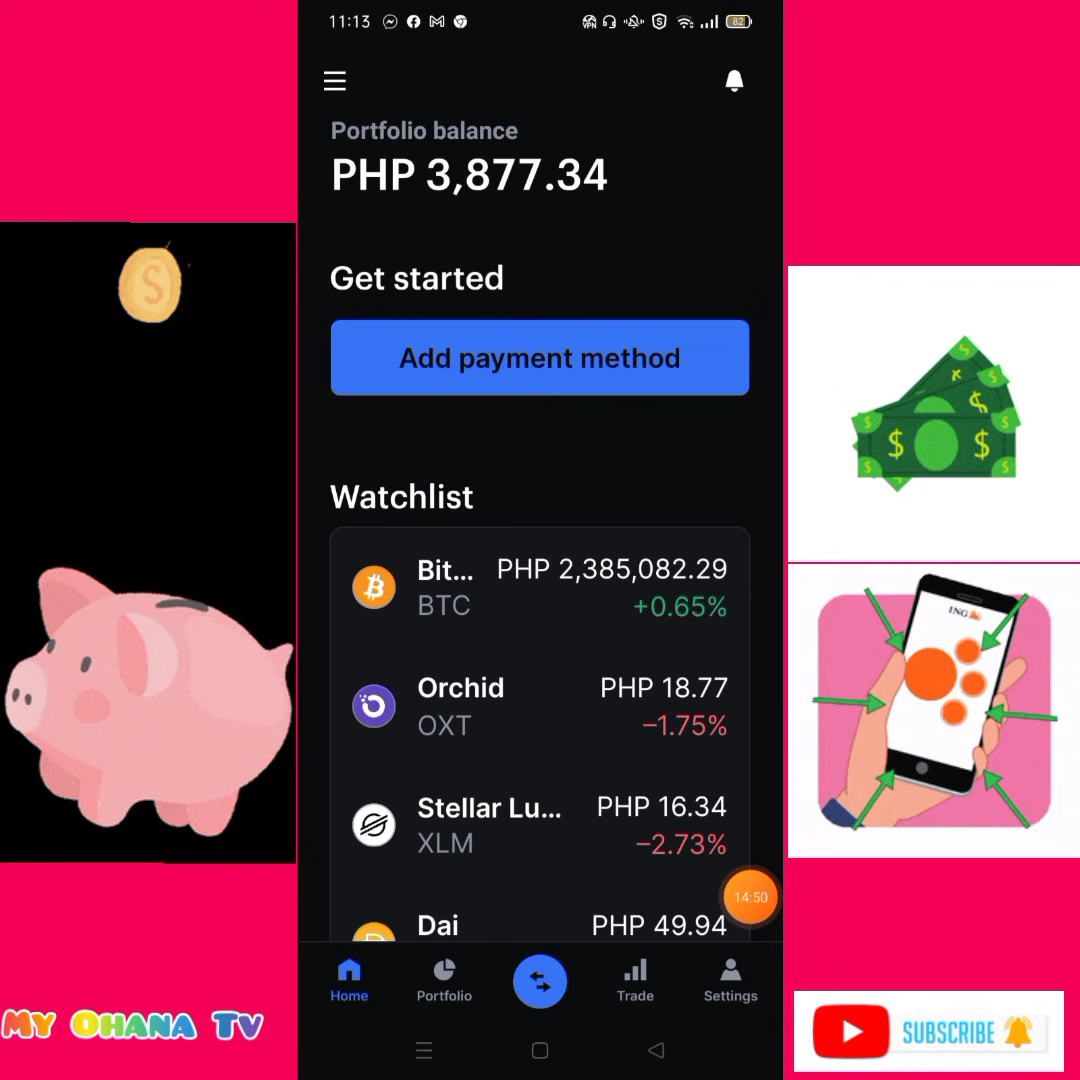 11:13
VPN
82
Portfolio balance
PHP 3,877.34
Get started
Add payment method
Watchlist
Bit... PHP 2,385,082.29
BTC +0.65%
Orchid PHP 18.77
OXT −1.75%
Stellar Lu... PHP 16.34
XLM −2.73%
14:50
Dai PHP 49.94
Home Portfolio Trade Settings
ING
My Ohana Tv
SUBSCRIBE